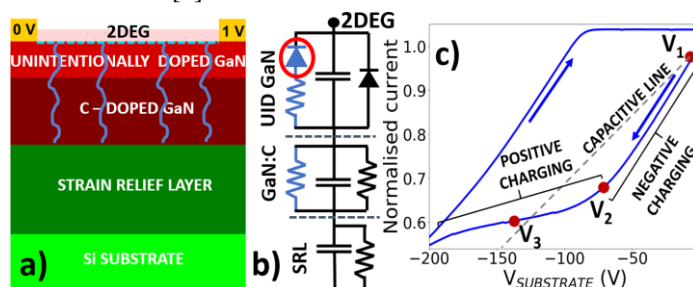 0 V 2DEG 1 V
UNINTENTIONALLY DOPED GaN
C – DOPED GaN
STRAIN RELIEF LAYER
Si SUBSTRATE
a)
2DEG
UID GaN
GaN:C
SRL
b)
c)
Normalised current
1.0
0.9
0.8
0.7
0.6
V1
CAPACITIVE LINE
POSITIVE
CHARGING
NEGATIVE
CHARGING
V2
V3
-200 -150 -100 -50
VSUBSTRATE (V)